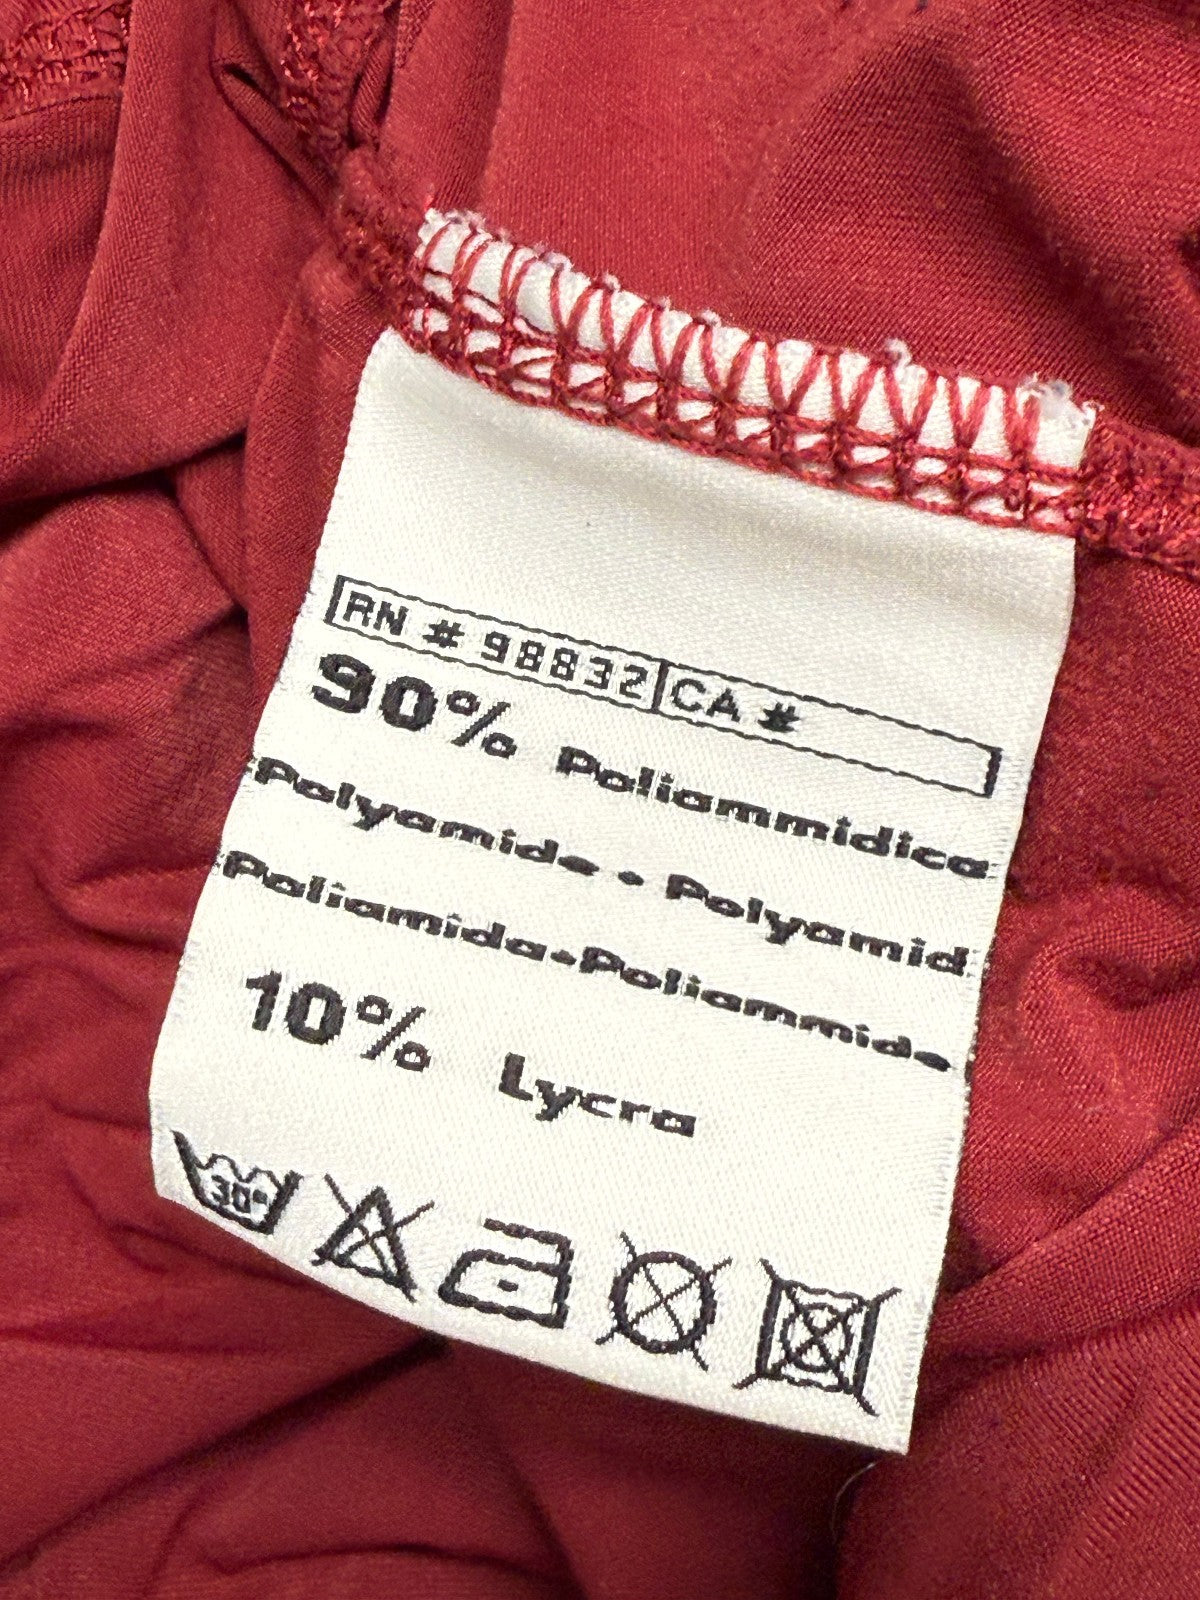 RN # 98832 CA #
90% Poliammidica
Polyamide • Polyamid
Poliamida•Poliammide
10% Lycra
30°